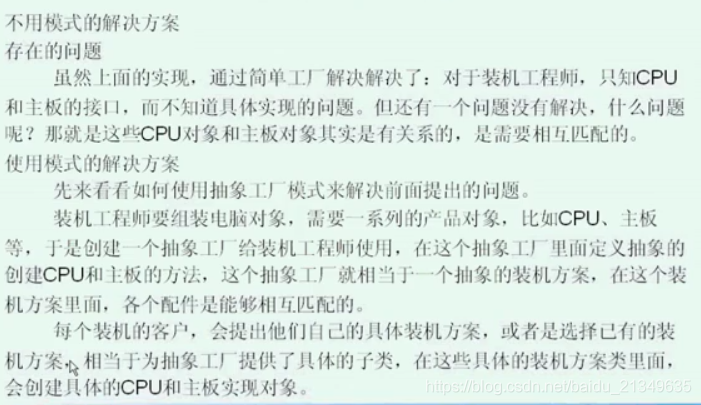 不用模式的解决方案
存在的问题
虽然上面的实现，通过简单工厂解决解决了：对于装机工程师，只知CPU
和主板的接口，而不知道具体实现的问题。但还有一个问题没有解决，什么问题
呢？那就是这些CPU对象和主板对象其实是有关系的，是需要相互匹配的。
使用模式的解决方案
先来看看如何使用抽象工厂模式来解决前面提出的问题。
装机工程师要组装电脑对象，需要一系列的产品对象，比如CPU、主板
等，于是创建一个抽象工厂给装机工程师使用，在这个抽象工厂里面定义抽象的
创建CPU和主板的方法，这个抽象工厂就相当于一个抽象的装机方案，在这个装
机方案里面，各个配件是能够相互匹配的。
每个装机的客户，会提出他们自己的具体装机方案，或者是选择已有的装
机方案，相当于为抽象工厂提供了具体的子类，在这些具体的装机方案类里面，
会创建具体的CPU和主板实现对象。
https://blog.csdn.net/baidu_21349635